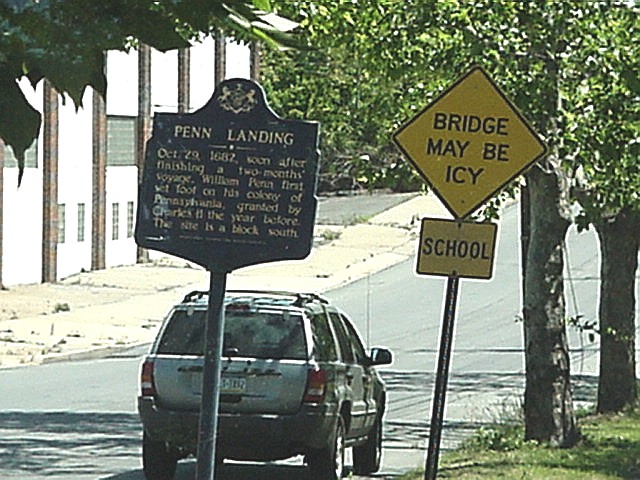 PENN LANDING
Oct. 29, 1682, soon after
finishing a two-months'
voyage, William Penn first
set foot on his colony of
Pennsylvania, granted by
Charles II the year before.
The site is a block south.
BRIDGE
MAY BE
ICY
SCHOOL